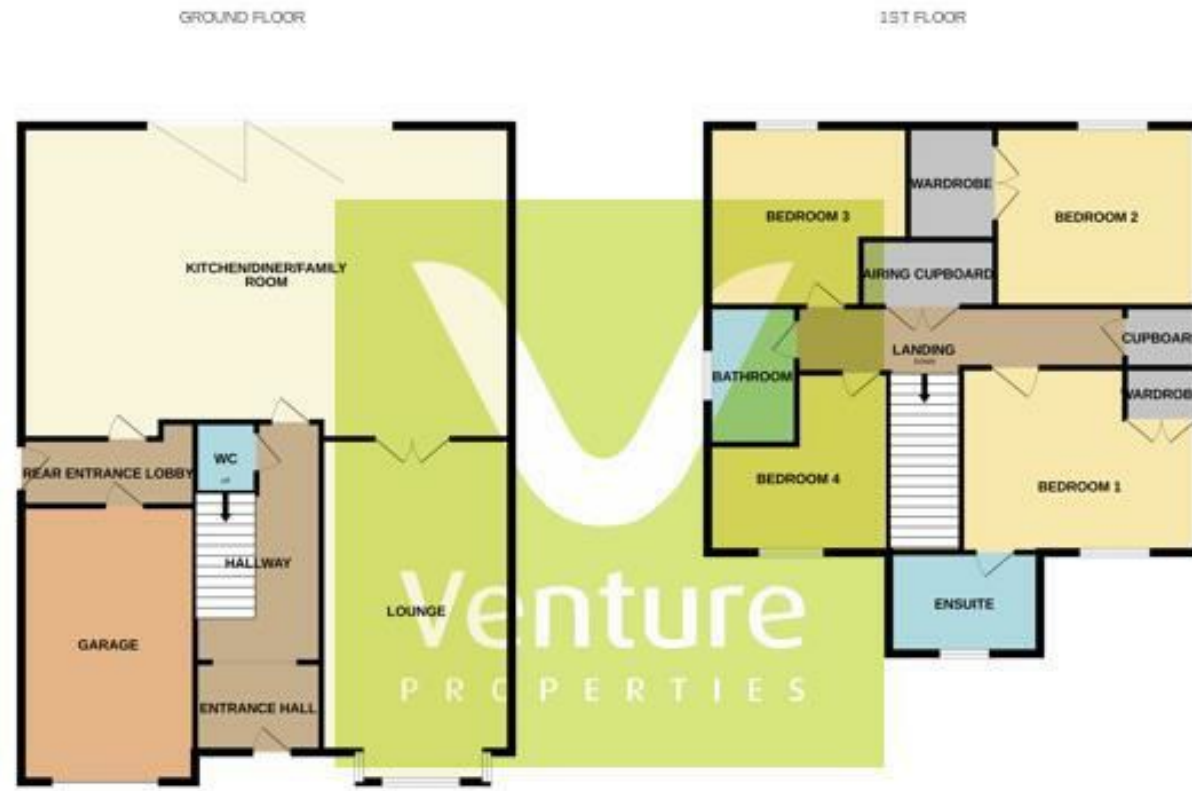 GROUND FLOOR
1ST FLOOR
KITCHEN/DINER/FAMILY
ROOM
REAR ENTRANCE LOBBY
WC
HALLWAY
GARAGE
LOUNGE
ENTRANCE HALL
BEDROOM 3
WARDROBE
BEDROOM 2
AIRING CUPBOARD
LANDING
DOWN
CUPBOAR
BATHROOM
WARDROB
BEDROOM 4
BEDROOM 1
ENSUITE
Venture
PROPERTIES